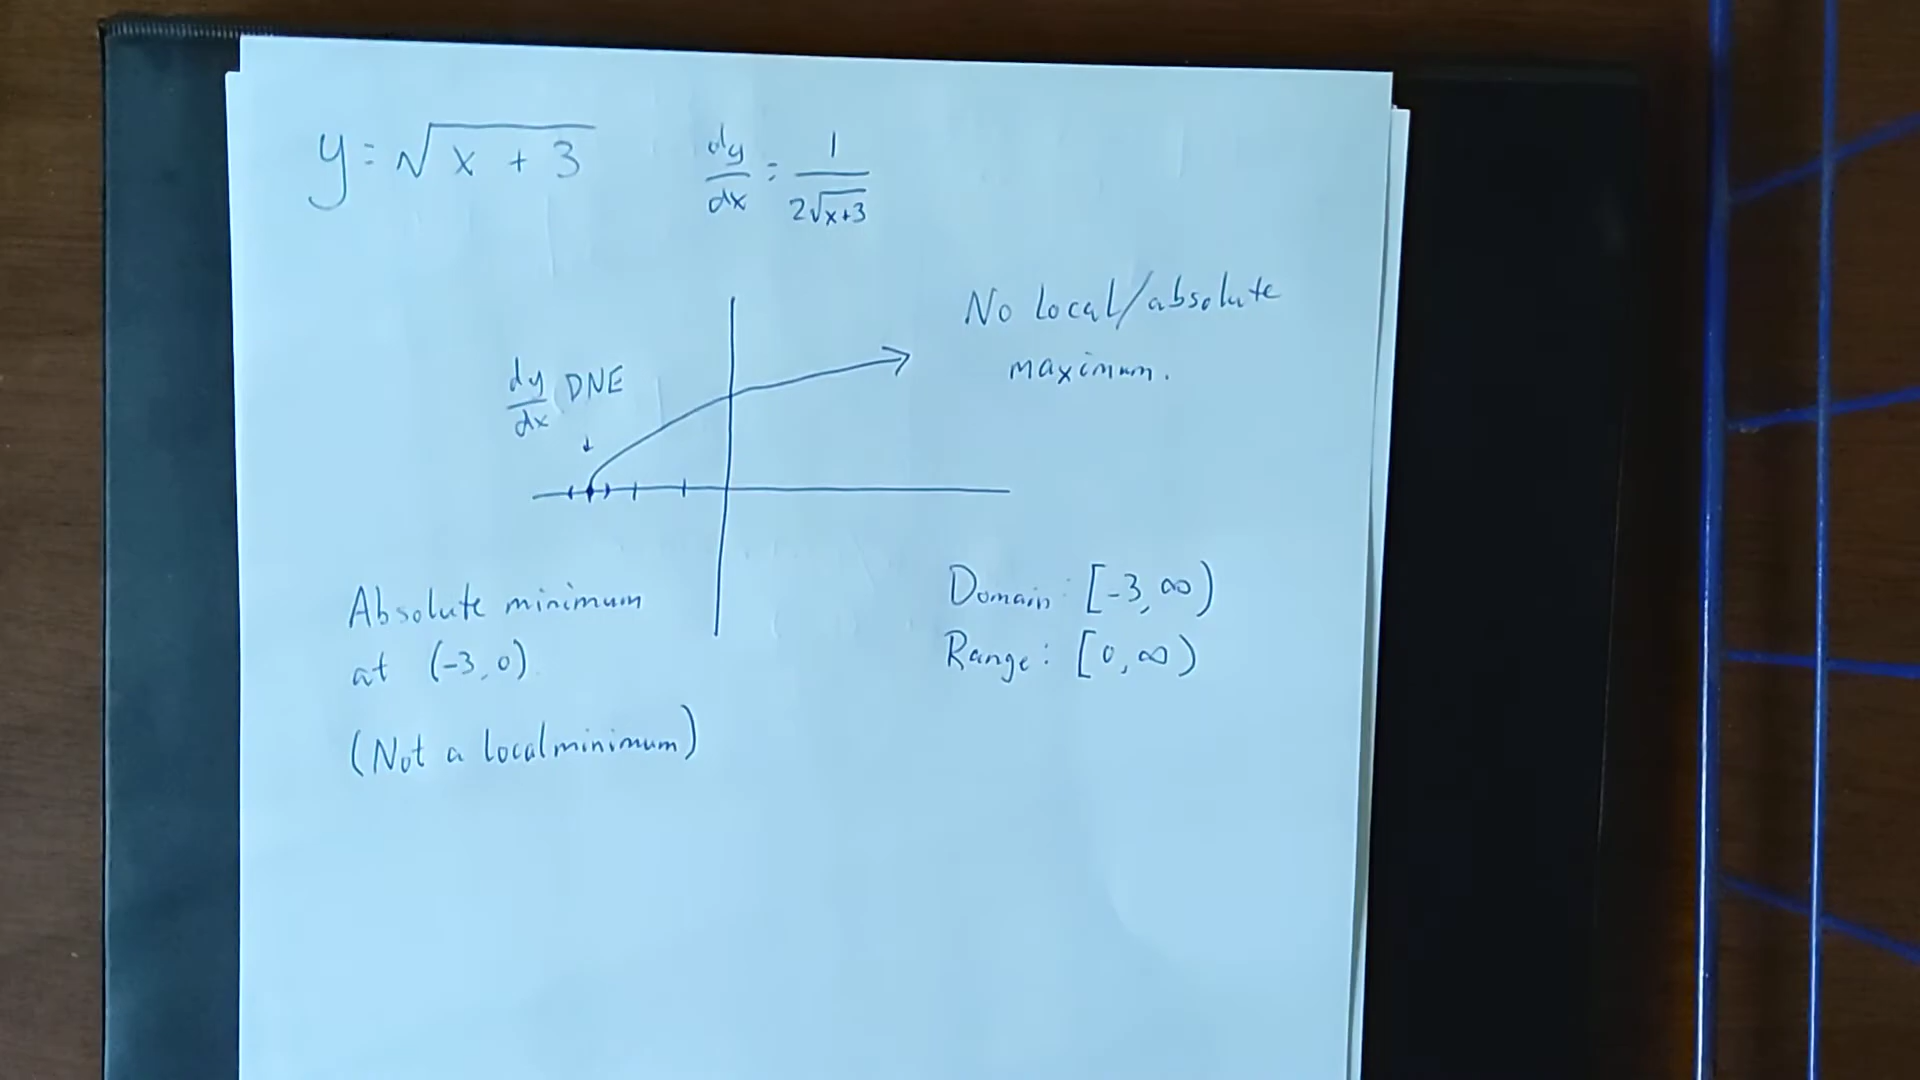 y = √x + 3
dy/dx = 1/2√x+3
No local/absolute
maximum.
dy/dx DNE
Absolute minimum
at (-3, 0)
(Not a local minimum)
Domain: [-3, ∞)
Range: [0, ∞)